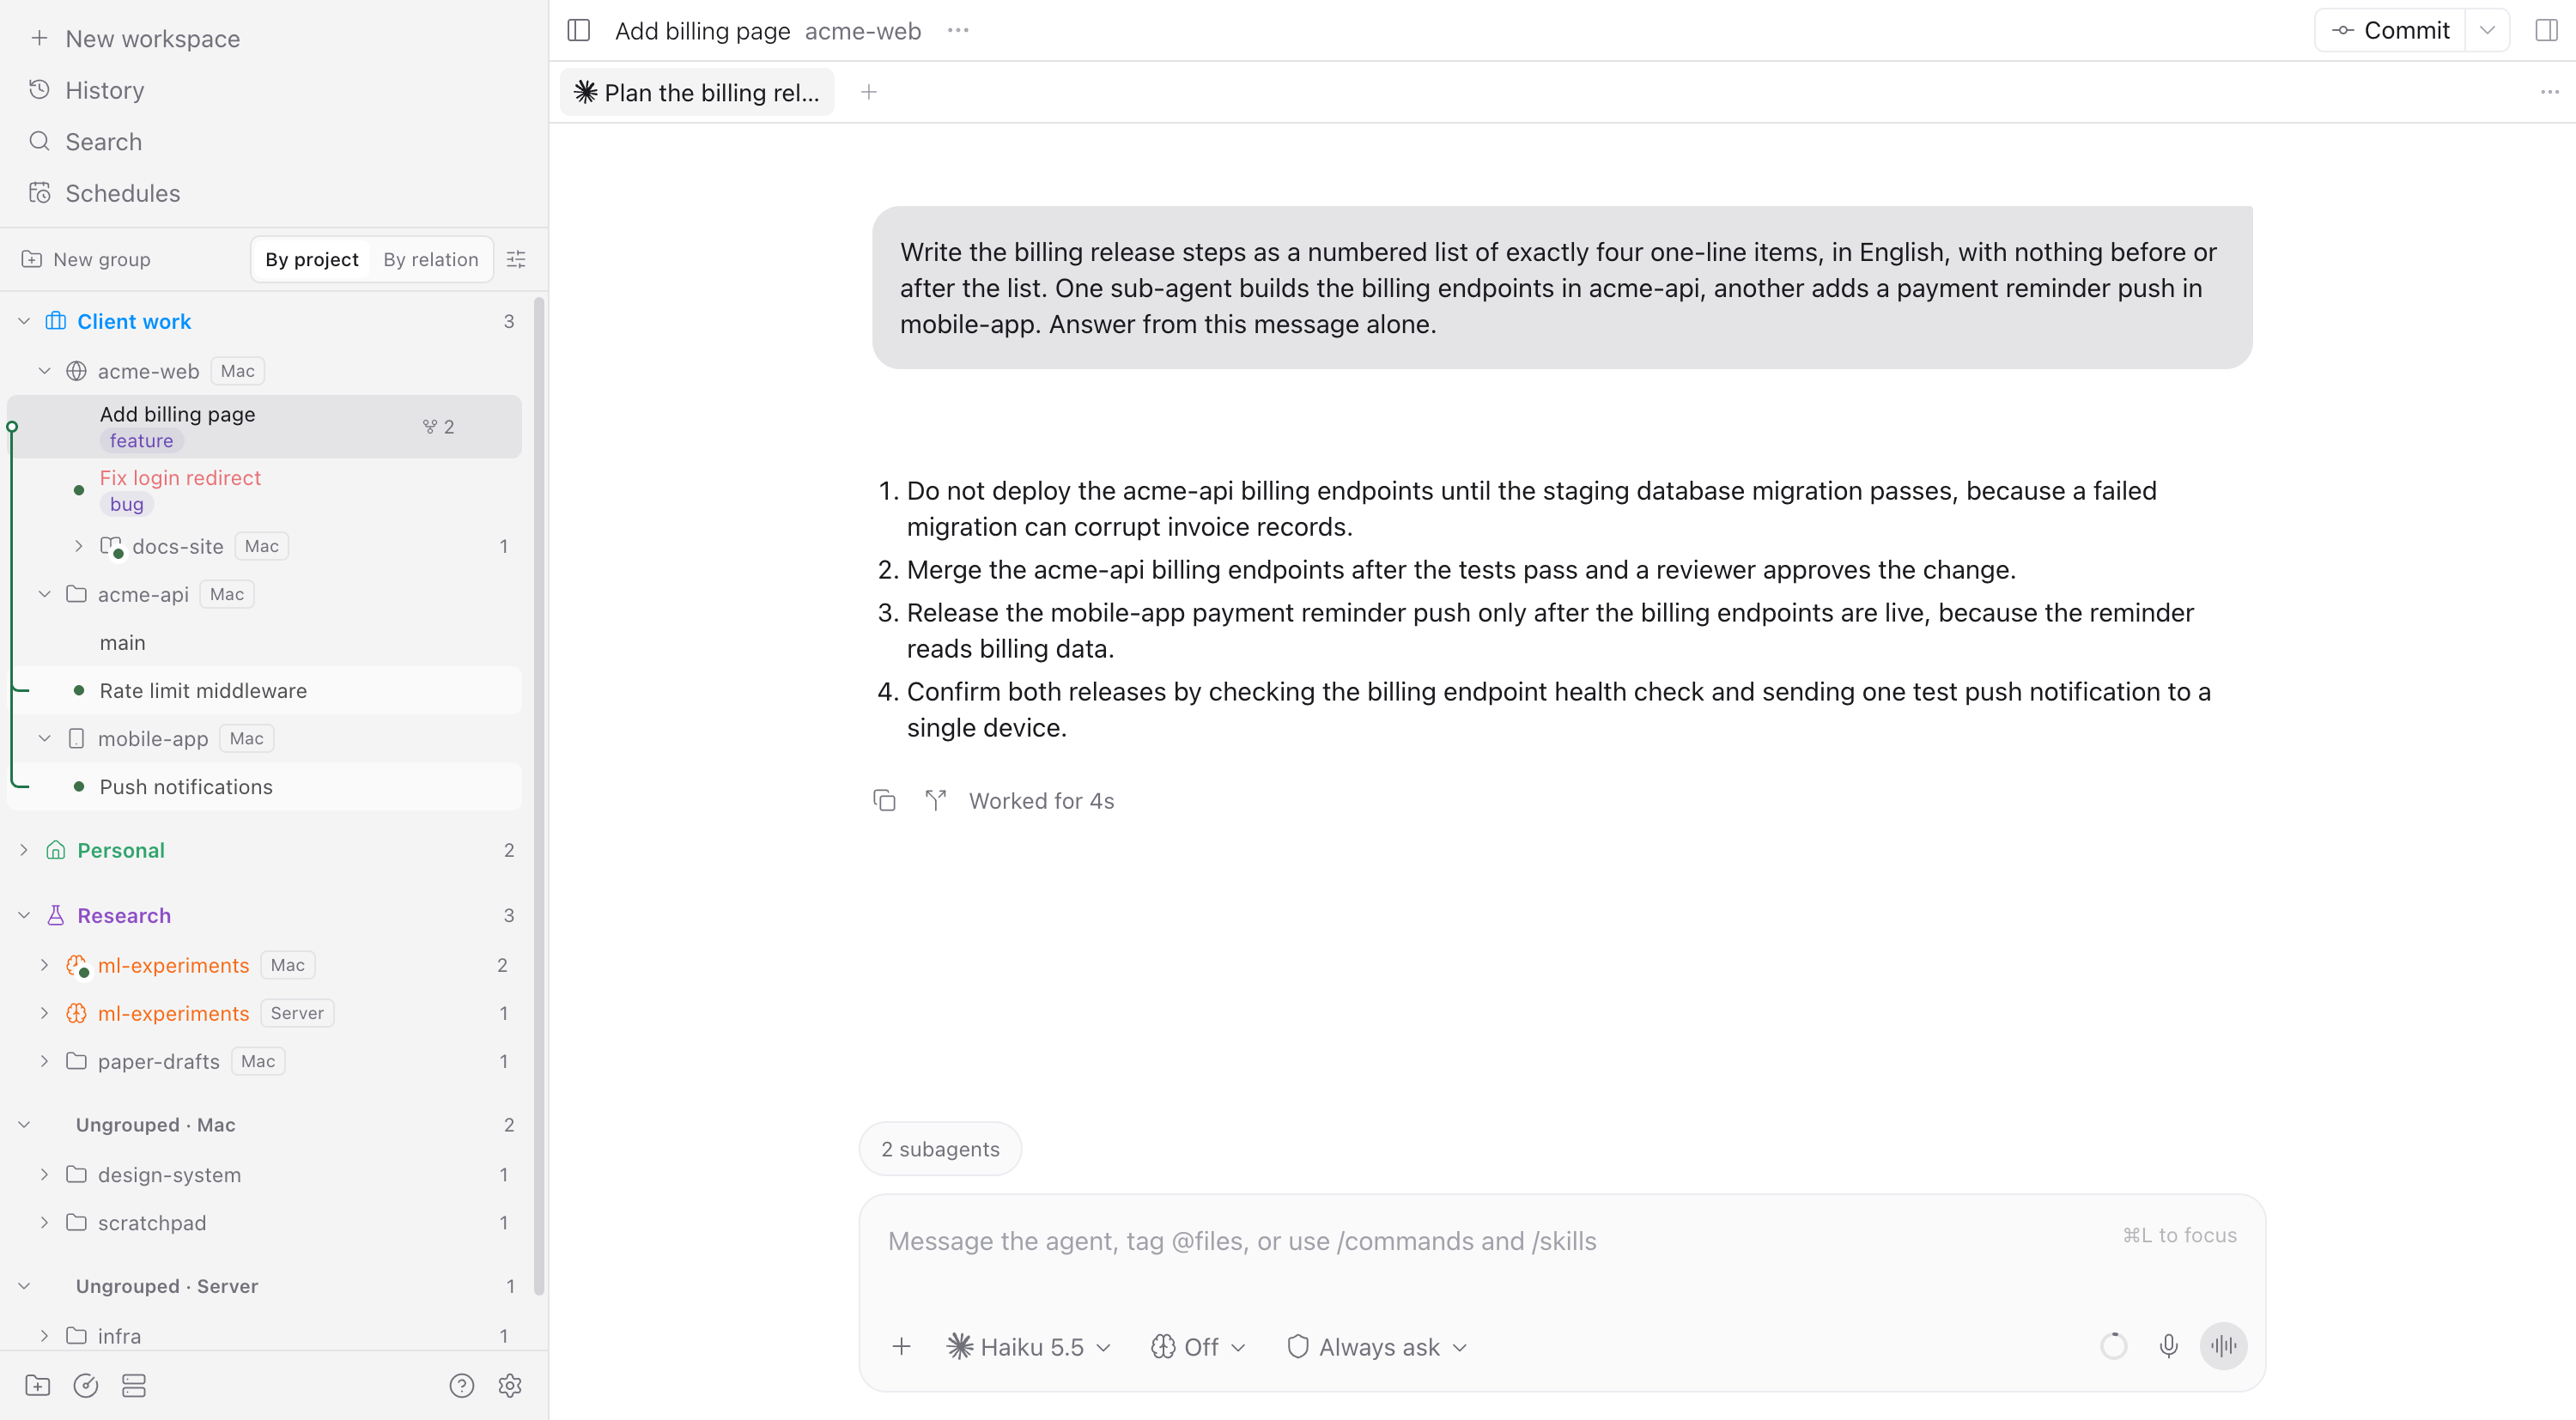 New workspace
History
Search
Schedules
New group
By project
By relation
Client work
3
acme-web
Mac
Add billing page
feature
2
Fix login redirect
bug
docs-site
Mac
1
acme-api
Mac
main
Rate limit middleware
mobile-app
Mac
Push notifications
Personal
2
Research
3
ml-experiments
Mac
2
ml-experiments
Server
1
paper-drafts
Mac
1
Ungrouped · Mac
2
design-system
1
scratchpad
1
Ungrouped · Server
1
infra
1
Add billing page acme-web
Commit
Plan the billing rel...
Write the billing release steps as a numbered list of exactly four one-line items, in English, with nothing before or
after the list. One sub-agent builds the billing endpoints in acme-api, another adds a payment reminder push in
mobile-app. Answer from this message alone.
1. Do not deploy the acme-api billing endpoints until the staging database migration passes, because a failed
migration can corrupt invoice records.
2. Merge the acme-api billing endpoints after the tests pass and a reviewer approves the change.
3. Release the mobile-app payment reminder push only after the billing endpoints are live, because the reminder
reads billing data.
4. Confirm both releases by checking the billing endpoint health check and sending one test push notification to a
single device.
Worked for 4s
2 subagents
Message the agent, tag @files, or use /commands and /skills
⌘L to focus
Haiku 5.5
Off
Always ask